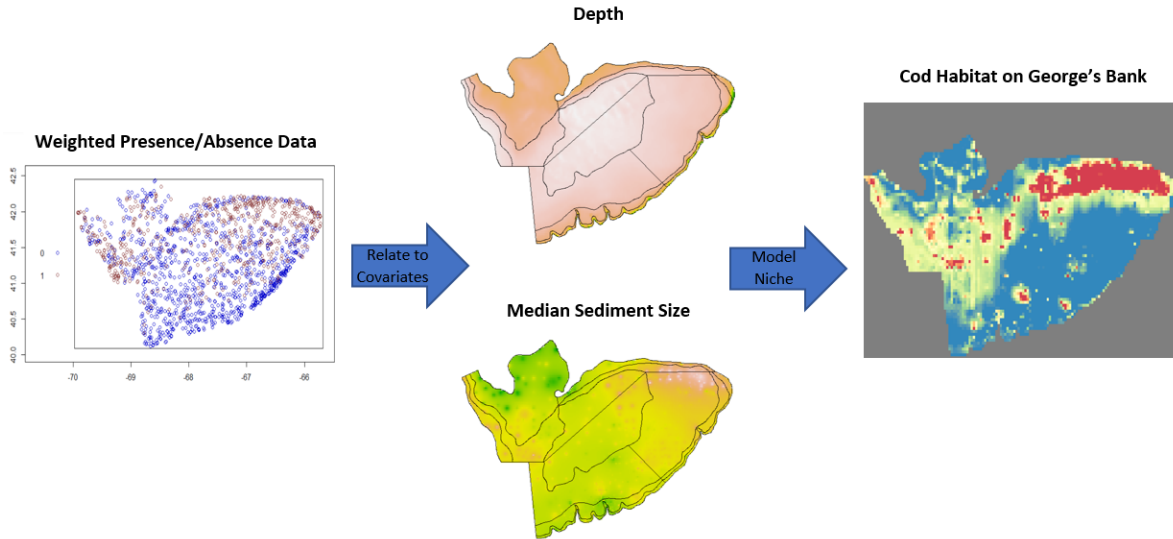 Depth
Cod Habitat on George's Bank
Weighted Presence/Absence Data
42.5
42.0
41.5
41.0
40.5
40.0
0
1
-70
-69
-68
-67
-66
Relate to
Covariates
Model
Niche
Median Sediment Size